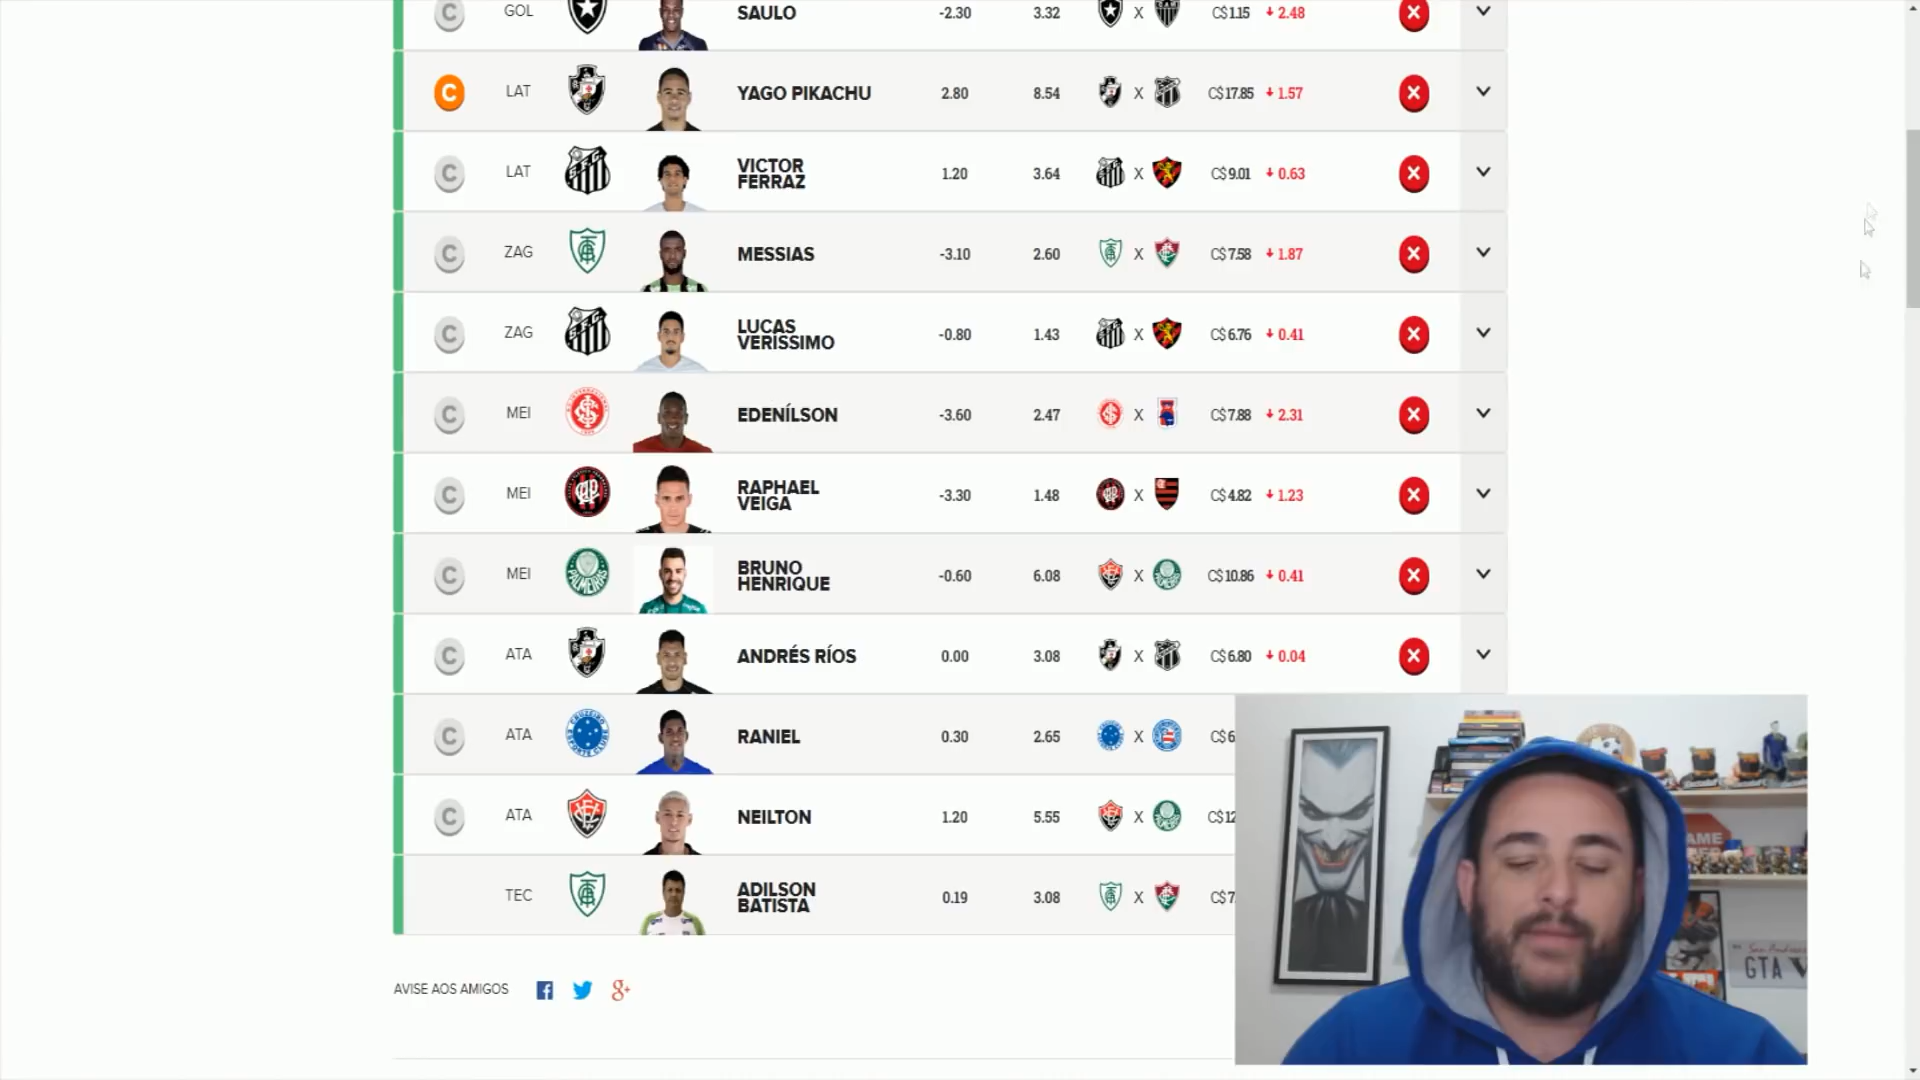 C GOL SAULO -2.30 3.32 X C$ 1.15 2.48
C LAT YAGO PIKACHU 2.80 8.54 X C$ 17.85 1.57
C LAT VICTOR FERRAZ 1.20 3.64 X C$ 9.01 0.63
C ZAG MESSIAS -3.10 2.60 X C$ 7.58 1.87
C ZAG LUCAS VERÍSSIMO -0.80 1.43 X C$ 6.76 0.41
C MEI EDENÍLSON -3.60 2.47 X C$ 7.88 2.31
C MEI RAPHAEL VEIGA -3.30 1.48 X C$ 4.82 1.23
C MEI BRUNO HENRIQUE -0.60 6.08 X C$ 10.86 0.41
C ATA ANDRÉS RÍOS 0.00 3.08 X C$ 6.80 0.04
C ATA RANIEL 0.30 2.65 X C$ 6
C ATA NEILTON 1.20 5.55 X C$ 12
TEC ADILSON BATISTA 0.19 3.08 X C$ 7
AVISE AOS AMIGOS
GTA V